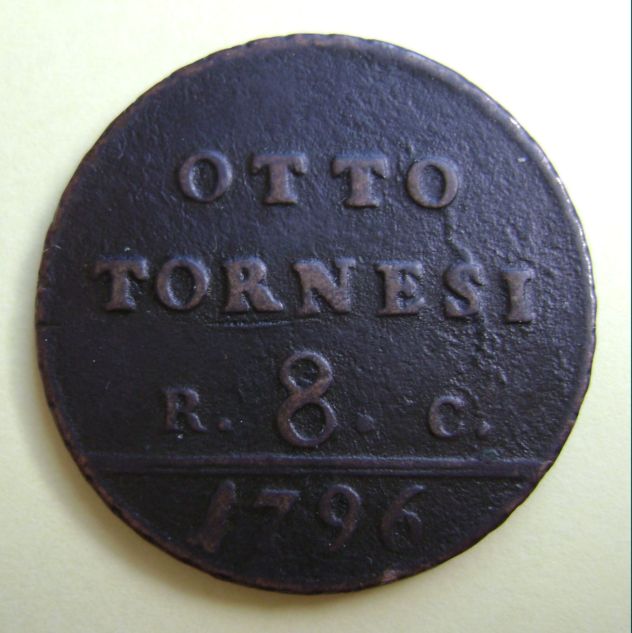 OTTO
TORNESI
R. 8. C.
1796